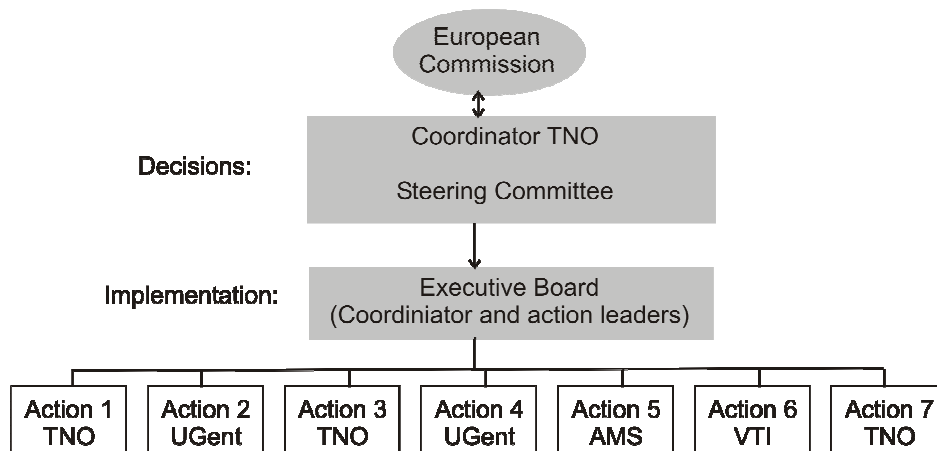 European
Commission
Coordinator TNO
Decisions:
Steering Committee
Implementation:
Executive Board
(Coordiniator and action leaders)
Action 1
TNO
Action 2
UGent
Action 3
TNO
Action 4
UGent
Action 5
AMS
Action 6
VTI
Action 7
TNO